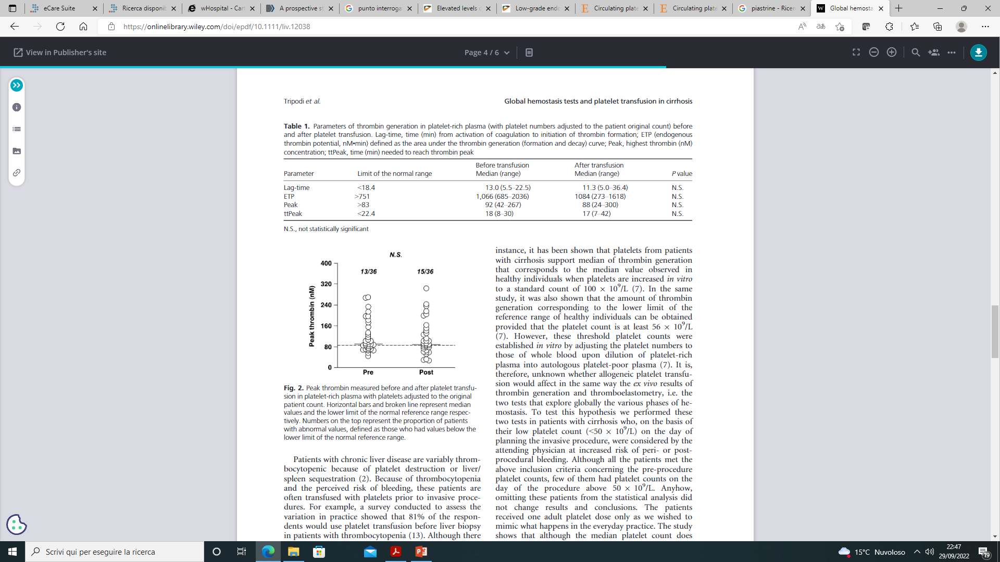 eCare Suite
Ricerca disponib
wHospital - Cart
A prospective st
punto interroga
Elevated levels c
Low-grade endo
Circulating plate
Circulating plate
piastrine - Ricer
Global hemosta
https://onlinelibrary.wiley.com/doi/epdf/10.1111/liv.12038
View in Publisher's site
Page 4 / 6
Tripodi et al.
Global hemostasis tests and platelet transfusion in cirrhosis
Table 1. Parameters of thrombin generation in platelet-rich plasma (with platelet numbers adjusted to the patient original count) before
and after platelet transfusion. Lag-time, time (min) from activation of coagulation to initiation of thrombin formation; ETP (endogenous
thrombin potential, nM•min) defined as the area under the thrombin generation (formation and decay) curve; Peak, highest thrombin (nM)
concentration; ttPeak, time (min) needed to reach thrombin peak
Before transfusion After transfusion
Parameter Limit of the normal range Median (range) Median (range) P value
Lag-time <18.4 13.0 (5.5–22.5) 11.3 (5.0–36.4) N.S.
ETP >751 1,066 (685–2036) 1084 (273–1618) N.S.
Peak >83 92 (42–267) 88 (24–300) N.S.
ttPeak <22.4 18 (8–30) 17 (7–42) N.S.
N.S., not statistically significant
N.S.
13/36 15/36
Peak thrombin (nM)
400
320
240
160
80
0
Pre Post
Fig. 2. Peak thrombin measured before and after platelet transfu-
sion in platelet-rich plasma with platelets adjusted to the original
patient count. Horizontal bars and broken line represent median
values and the lower limit of the normal reference range respec-
tively. Numbers on the top represent the proportion of patients
with abnormal values, defined as those who had values below the
lower limit of the normal reference range.
Patients with chronic liver disease are variably throm-
bocytopenic because of platelet destruction or liver/
spleen sequestration (2). Because of thrombocytopenia
and the perceived risk of bleeding, these patients are
often transfused with platelets prior to invasive proce-
dures. For example, a survey conducted to assess the
variation in practice showed that 81% of the respon-
dents would use platelet transfusion before liver biopsy
in patients with thrombocytopenia (13). Although there
instance, it has been shown that platelets from patients
with cirrhosis support median of thrombin generation
that corresponds to the median value observed in
healthy individuals when platelets are increased in vitro
to a standard count of 100 × 10⁹/L (7). In the same
study, it was also shown that the amount of thrombin
generation corresponding to the lower limit of the
reference range of healthy individuals can be obtained
provided that the platelet count is at least 56 × 10⁹/L
(7). However, these threshold platelet counts were
established in vitro by adjusting the platelet numbers to
those of whole blood upon dilution of platelet-rich
plasma into autologous platelet-poor plasma (7). It is,
therefore, unknown whether allogeneic platelet transfu-
sion would affect in the same way the ex vivo results of
thrombin generation and thromboelastometry, i.e. the
two tests that explore globally the various phases of he-
mostasis. To test this hypothesis we performed these
two tests in patients with cirrhosis who, on the basis of
their low platelet count (<50 × 10⁹/L) on the day of
planning the invasive procedure, were considered by the
attending physician at increased risk of peri- or post-
procedural bleeding. Although all the patients met the
above inclusion criteria concerning the pre-procedure
platelet counts, few of them had platelet counts on the
day of the procedure above 50 × 10⁹/L. Anyhow,
omitting these patients from the statistical analysis did
not change results and conclusions. The patients
received one adult platelet dose only as we wished to
mimic what happens in the everyday practice. The study
shows that although the median platelet count does
Scrivi qui per eseguire la ricerca
15°C Nuvoloso
22:47
29/09/2022
19